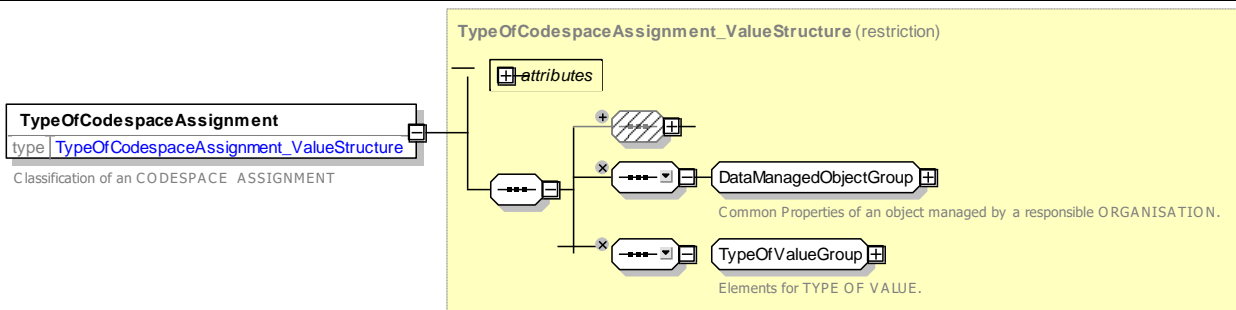 TypeOfCodespaceAssignment_ValueStructure (restriction)
attributes
TypeOfCodespaceAssignment
type TypeOfCodespaceAssignment_ValueStructure
Classification of an CODESPACE ASSIGNMENT
DataManagedObjectGroup
Common Properties of an object managed by a responsible ORGANISATION.
TypeOfValueGroup
Elements for TYPE OF VALUE.